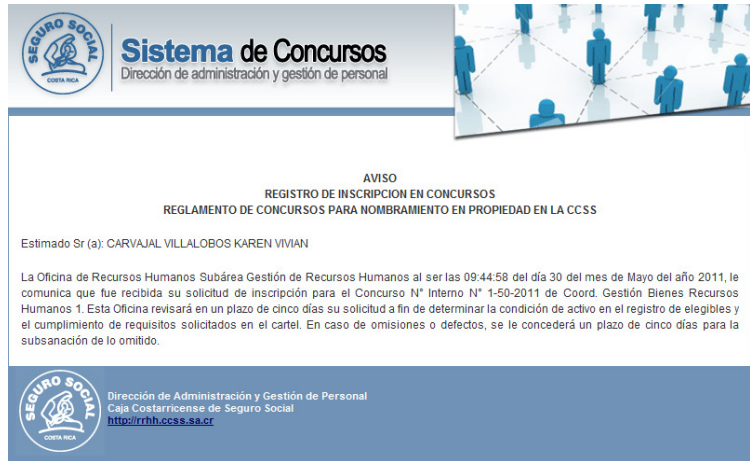 SEGURO SOCIAL
COSTA RICA
Sistema de Concursos
Dirección de administración y gestión de personal
AVISO
REGISTRO DE INSCRIPCION EN CONCURSOS
REGLAMENTO DE CONCURSOS PARA NOMBRAMIENTO EN PROPIEDAD EN LA CCSS
Estimado Sr (a): CARVAJAL VILLALOBOS KAREN VIVIAN
La Oficina de Recursos Humanos Subárea Gestión de Recursos Humanos al ser las 09:44:58 del día 30 del mes de Mayo del año 2011, le
comunica que fue recibida su solicitud de inscripción para el Concurso N° Interno N° 1-50-2011 de Coord. Gestión Bienes Recursos
Humanos 1. Esta Oficina revisará en un plazo de cinco días su solicitud a fin de determinar la condición de activo en el registro de elegibles y
el cumplimiento de requisitos solicitados en el cartel. En caso de omisiones o defectos, se le concederá un plazo de cinco días para la
subsanación de lo omitido.
SEGURO SOCIAL
COSTA RICA
Dirección de Administración y Gestión de Personal
Caja Costarricense de Seguro Social
http://rrhh.ccss.sa.cr